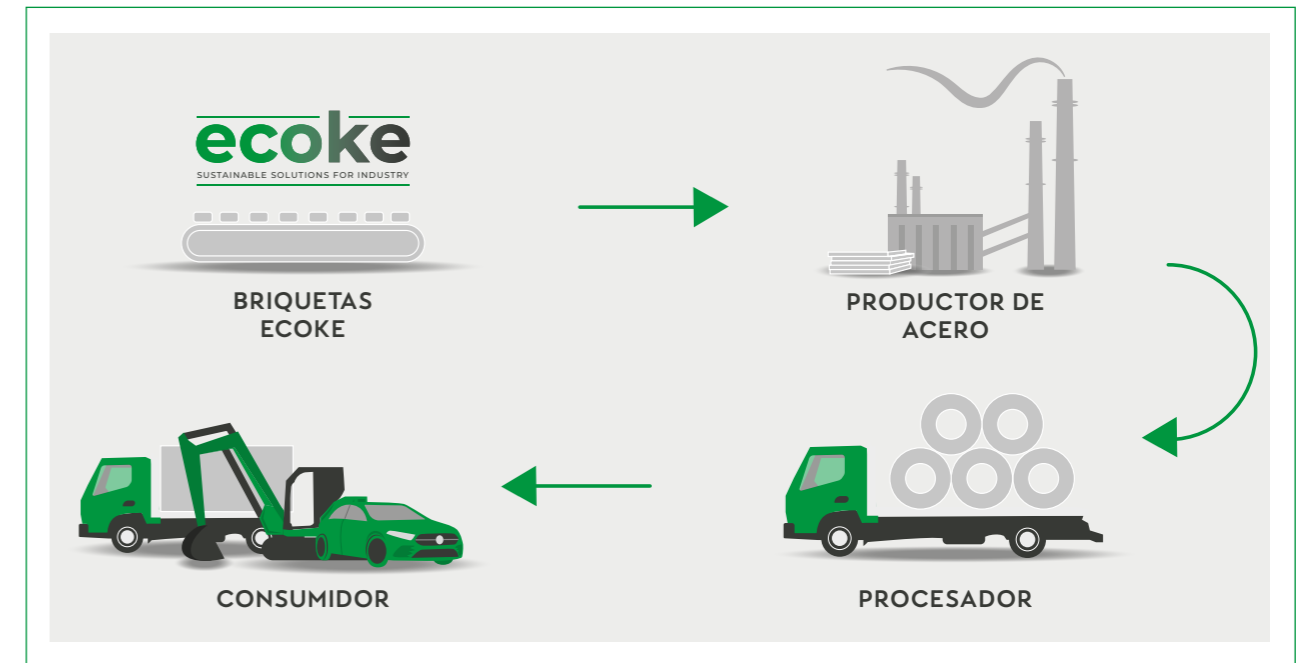 ecoke
SUSTAINABLE SOLUTIONS FOR INDUSTRY
BRIQUETAS
ECOKE
PRODUCTOR DE
ACERO
CONSUMIDOR
PROCESADOR